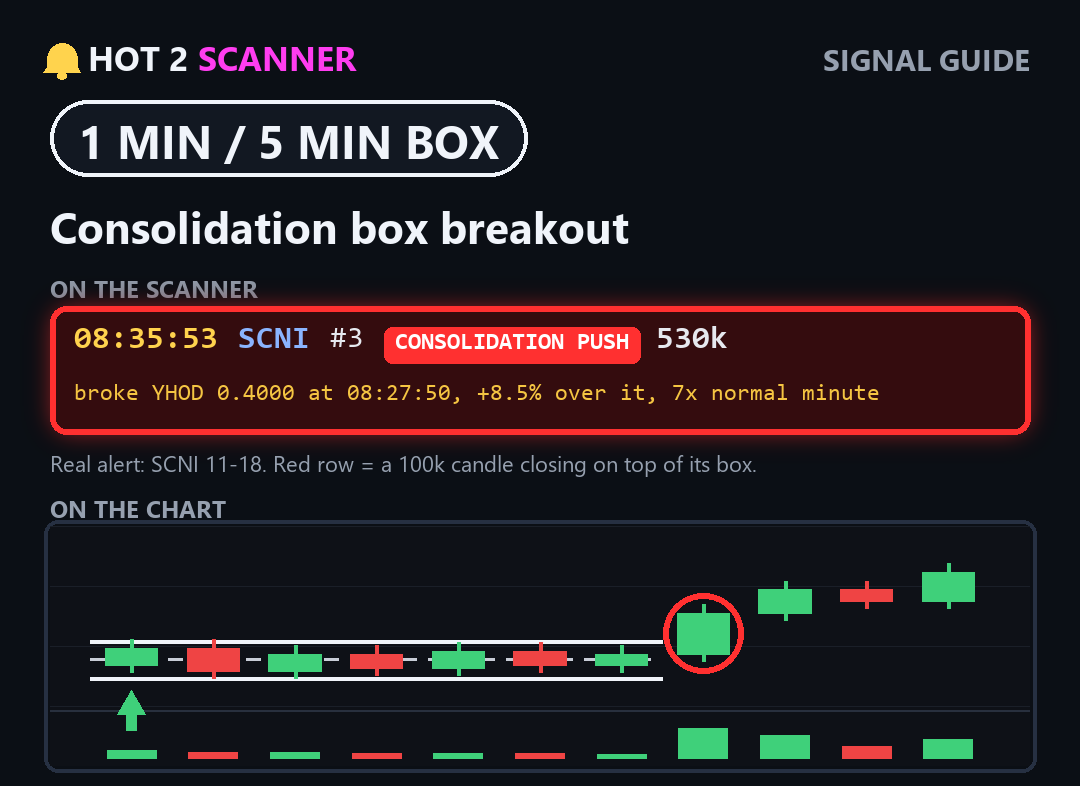 HOT 2 SCANNER
SIGNAL GUIDE
1 MIN / 5 MIN BOX
Consolidation box breakout
ON THE SCANNER
08:35:53 SCNI #3 CONSOLIDATION PUSH 530k
broke YHOD 0.4000 at 08:27:50, +8.5% over it, 7x normal minute
Real alert: SCNI 11-18. Red row = a 100k candle closing on top of its box.
ON THE CHART